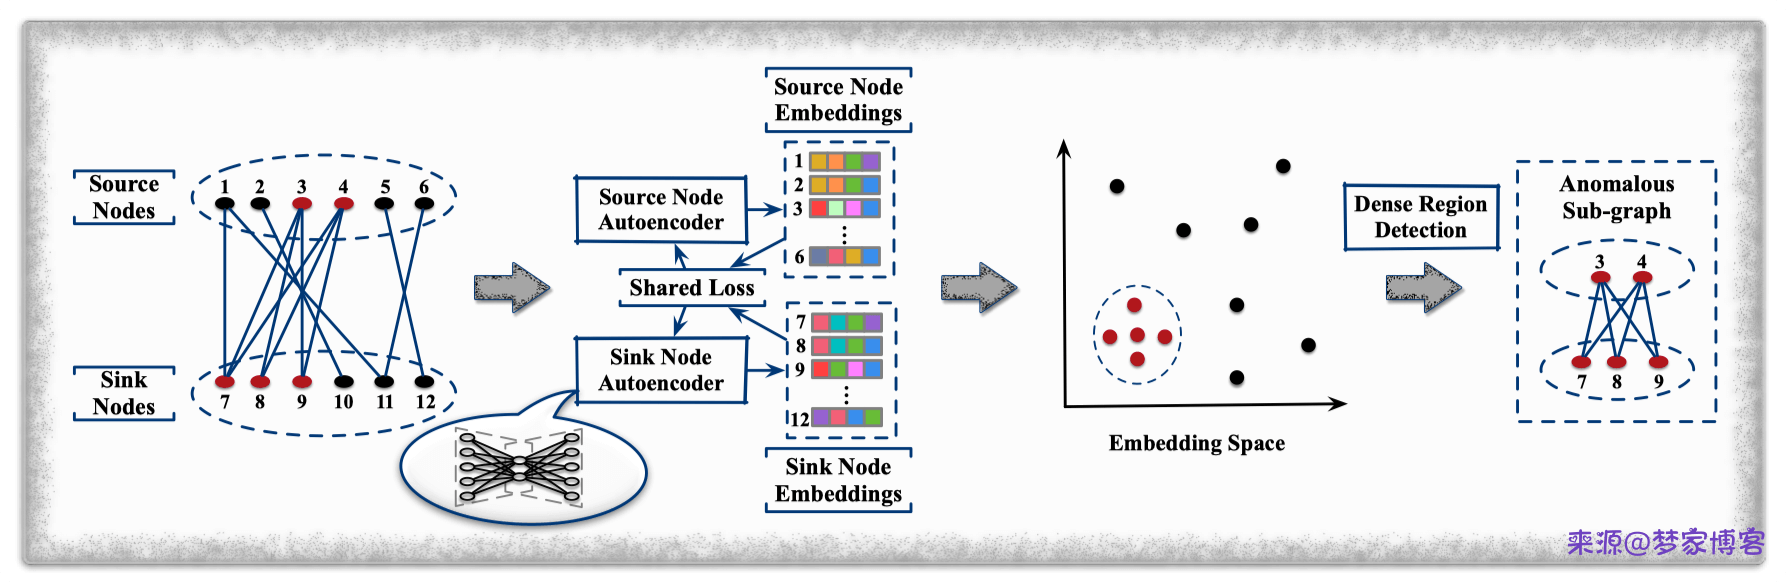 Source
Nodes
1 2 3 4 5 6
Sink
Nodes
7 8 9 10 11 12
Source Node
Autoencoder
Shared Loss
Sink Node
Autoencoder
Source Node
Embeddings
1
2
3
6
7
8
9
12
Sink Node
Embeddings
Embedding Space
Dense Region
Detection
Anomalous
Sub-graph
3 4
7 8 9
来源@梦家博客